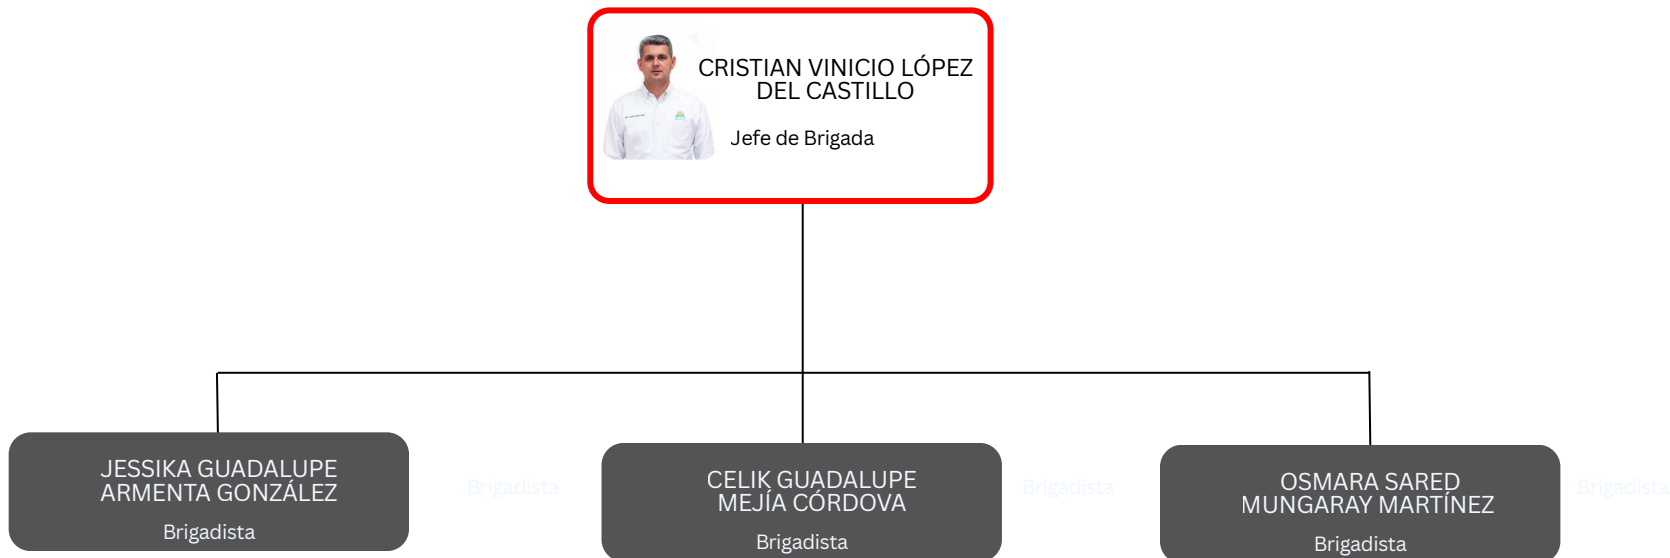 CRISTIAN VINICIO LÓPEZ
DEL CASTILLO
Jefe de Brigada
JESSIKA GUADALUPE
ARMENTA GONZÁLEZ
Brigadista
Brigadista
CELIK GUADALUPE
MEJÍA CÓRDOVA
Brigadista
Brigadista
OSMARA SARED
MUNGARAY MARTÍNEZ
Brigadista
Brigadista